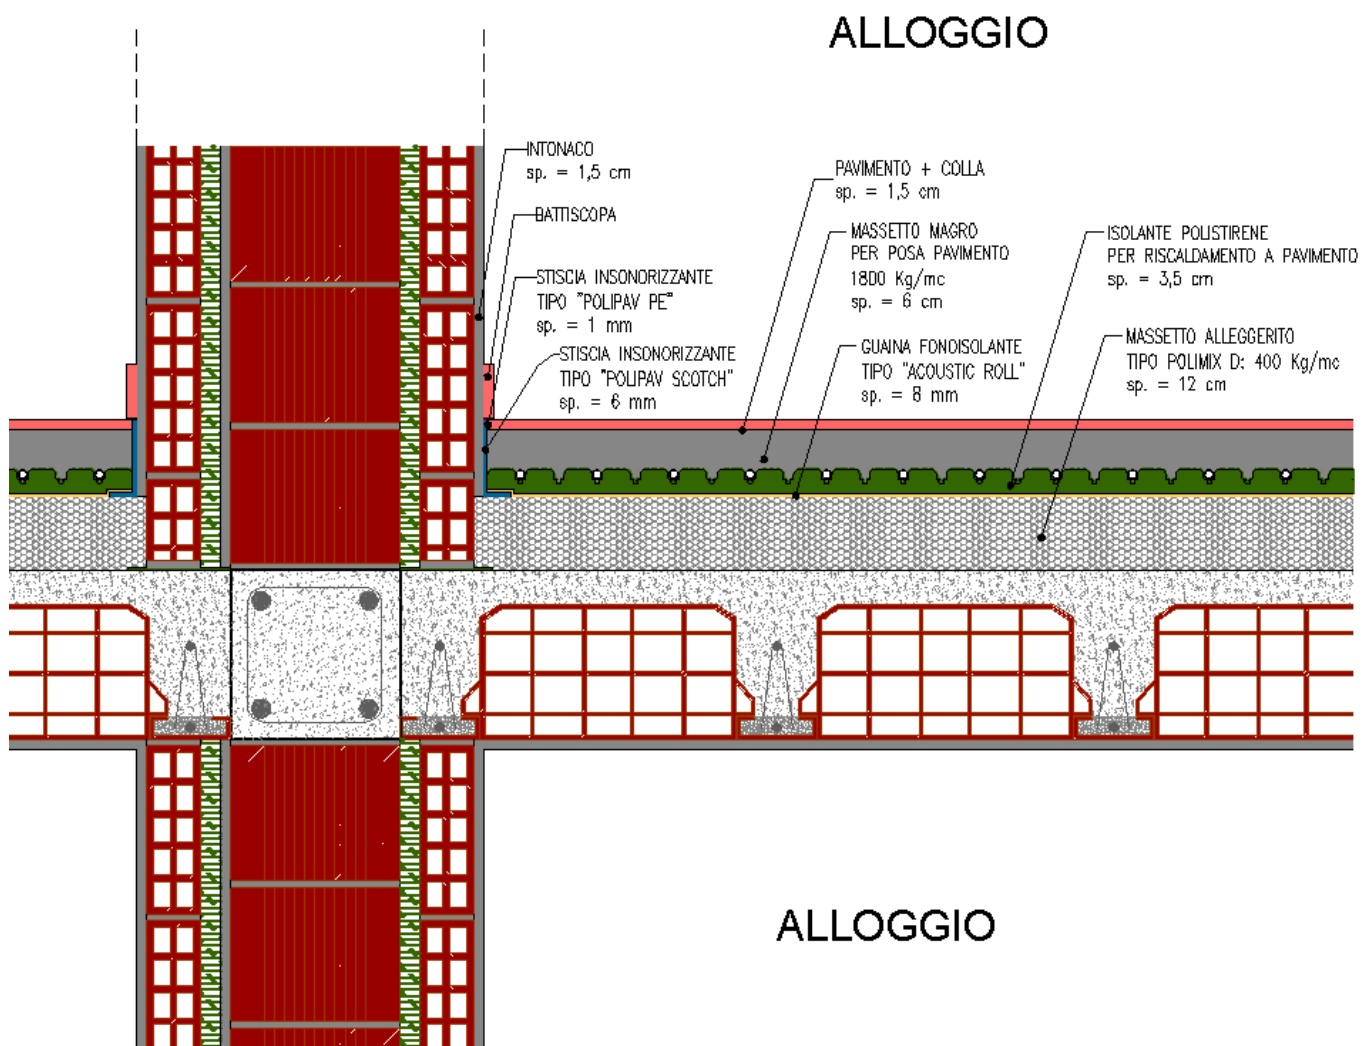 ALLOGGIO
INTONACO
sp. = 1,5 cm
BATTISCOPA
STISCIA INSONORIZZANTE
TIPO "POLIPAV PE"
sp. = 1 mm
STISCIA INSONORIZZANTE
TIPO "POLIPAV SCOTCH"
sp. = 6 mm
PAVIMENTO + COLLA
sp. = 1,5 cm
MASSETTO MAGRO
PER POSA PAVIMENTO
1800 Kg/mc
sp. = 6 cm
GUAINA FONOISOLANTE
TIPO "ACOUSTIC ROLL"
sp. = 8 mm
ISOLANTE POLISTIRENE
PER RISCALDAMENTO A PAVIMENTO
sp. = 3,5 cm
MASSETTO ALLEGGERITO
TIPO POLIMIX D: 400 Kg/mc
sp. = 12 cm
ALLOGGIO